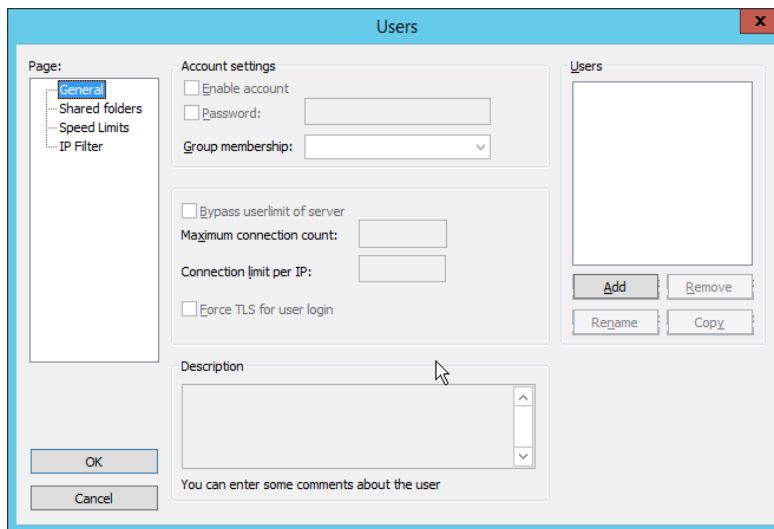 Users
x
Page:
General
Shared folders
Speed Limits
IP Filter
OK
Cancel
Account settings
Enable account
Password:
Group membership:
Bypass userlimit of server
Maximum connection count:
Connection limit per IP:
Force TLS for user login
Description
You can enter some comments about the user
Users
Add
Remove
Rename
Copy